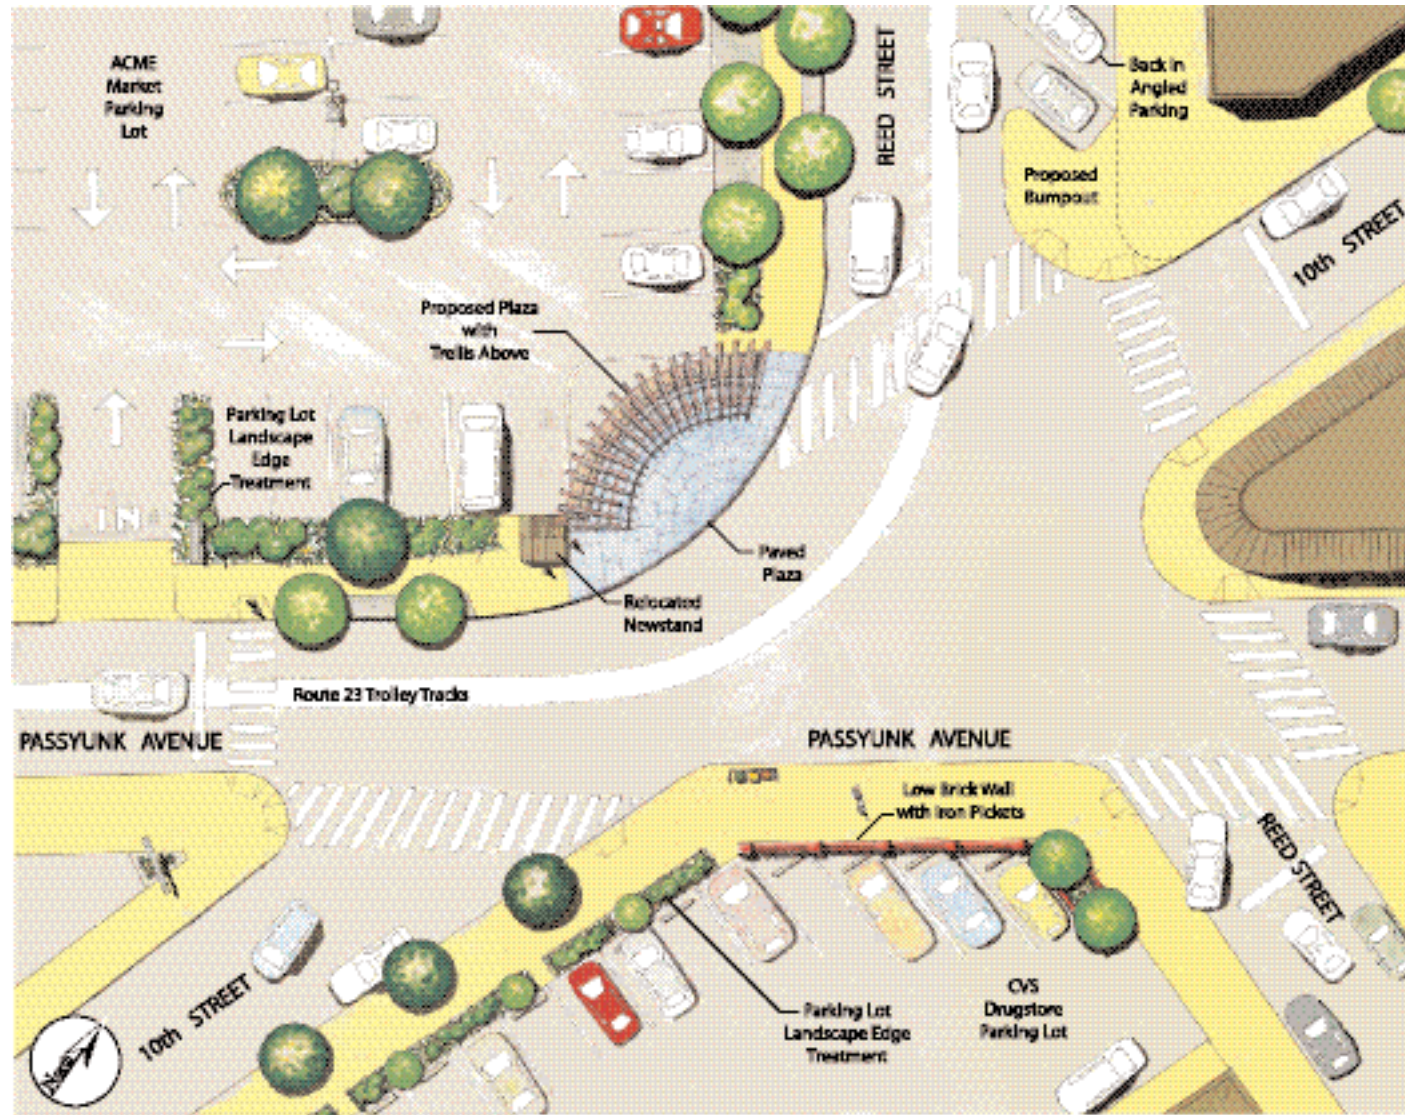 ACME
Market
Parking
Lot
REED STREET
Back In
Angled
Parking
Proposed
Bumpout
10th STREET
Proposed Plaza
with
Trellis Above
Parking Lot
Landscape
Edge
Treatment
IN
Paved
Plaza
Relocated
Newstand
Route 23 Trolley Tracks
PASSYUNK AVENUE
PASSYUNK AVENUE
Low Brick Wall
with Iron Pickets
REED STREET
10th STREET
Parking Lot
Landscape Edge
Treatment
CVS
Drugstore
Parking Lot